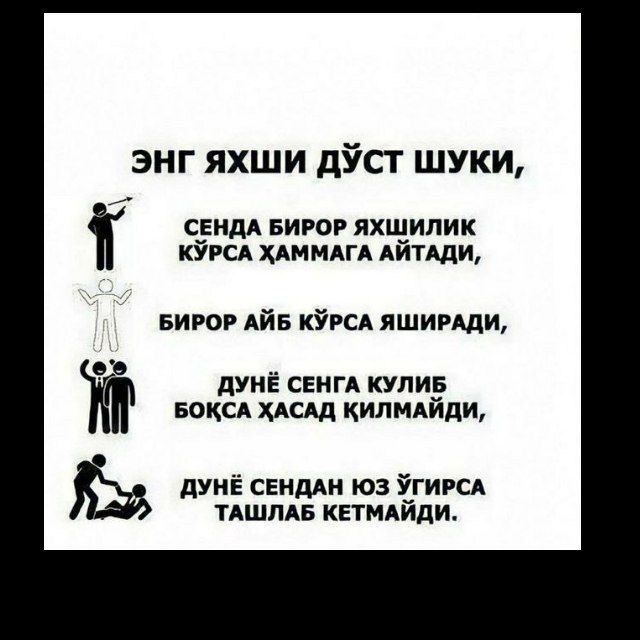 ЭНГ ЯХШИ ДЎСТ ШУКИ,
СЕНДА БИРОР ЯХШИЛИК
КЎРСА ҲАММАГА АЙТАДИ,
БИРОР АЙБ КЎРСА ЯШИРАДИ,
ДУНЁ СЕНГА КУЛИБ
БОҚСА ҲАСАД ҚИЛМАЙДИ,
ДУНЁ СЕНДАН ЮЗ ЎГИРСА
ТАШЛАБ КЕТМАЙДИ.